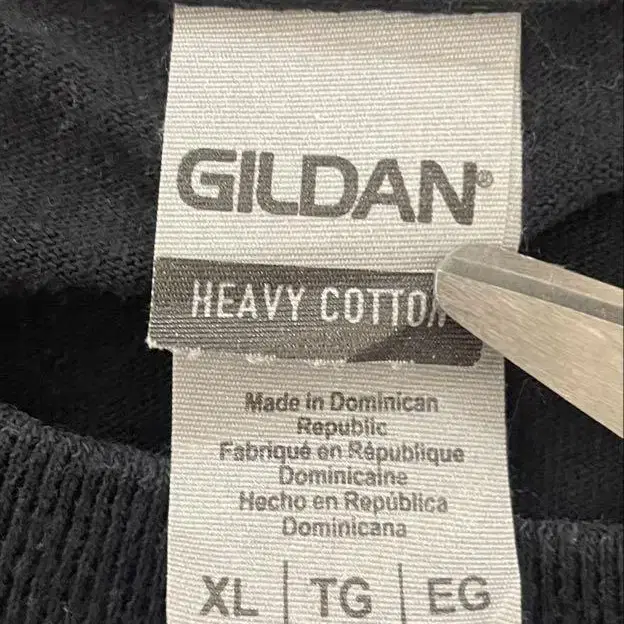 GILDAN®
HEAVY COTTON
Made in Dominican
Republic
Fabriqué en République
Dominicaine
Hecho en República
Dominicana
XL | TG | EG